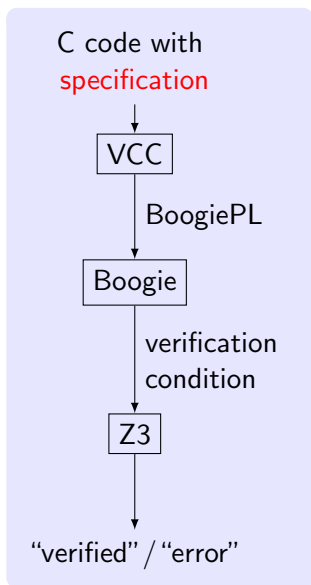 C code with
specification
VCC
BoogiePL
Boogie
verification
condition
Z3
“verified” / “error”